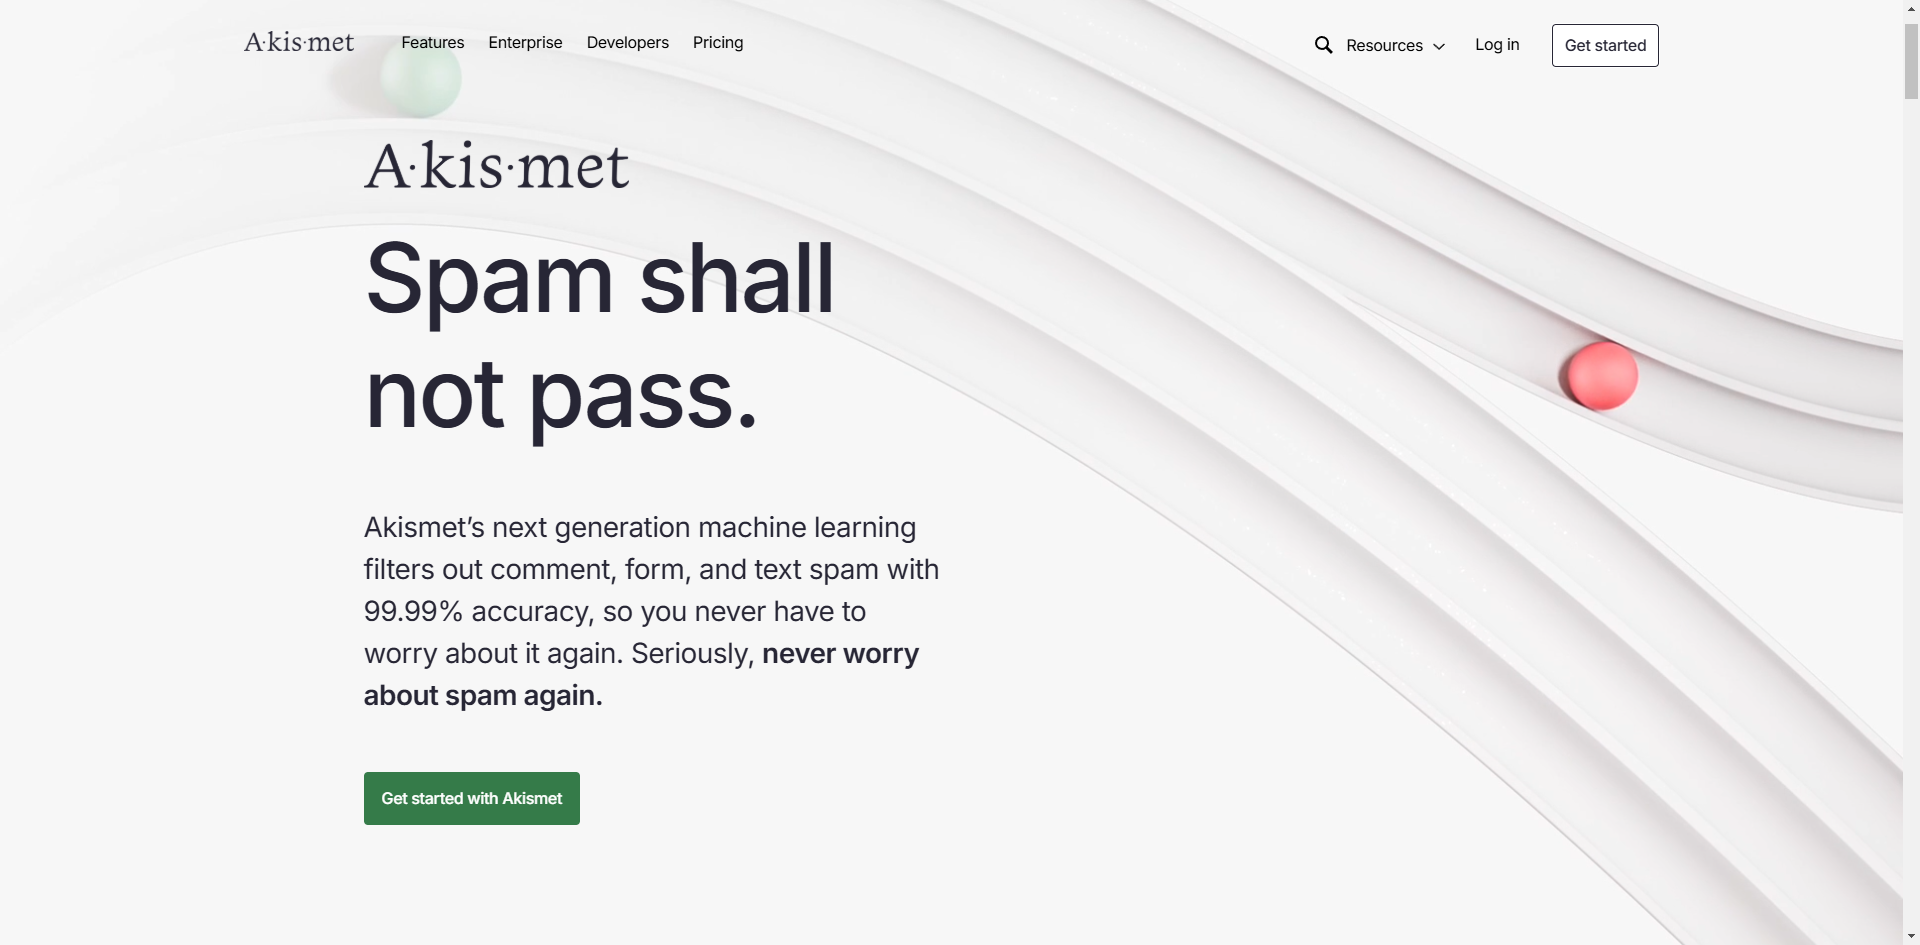 A·kis·met Features Enterprise Developers Pricing Resources Log in Get started
A·kis·met
Spam shall
not pass.
Akismet’s next generation machine learning
filters out comment, form, and text spam with
99.99% accuracy, so you never have to
worry about it again. Seriously, never worry
about spam again.
Get started with Akismet